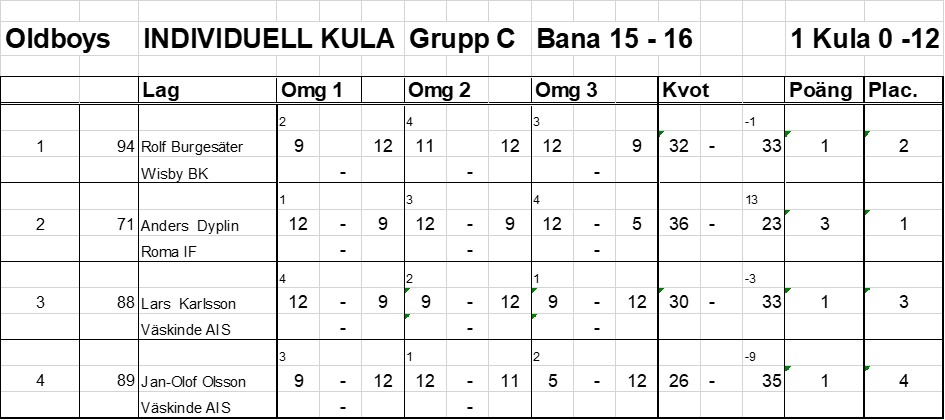 Oldboys INDIVIDUELL KULA Grupp C Bana 15 - 16 1 Kula 0 -12
Lag Omg 1 Omg 2 Omg 3 Kvot Poäng Plac.
2 4 3 -1
1 94 Rolf Burgesäter 9 12 11 12 12 9 32 - 33 1 2
Wisby BK - - -
1 3 4 13
2 71 Anders Dyplin 12 - 9 12 - 9 12 - 5 36 - 23 3 1
Roma IF - - -
4 2 1 -3
3 88 Lars Karlsson 12 - 9 9 - 12 9 - 12 30 - 33 1 3
Väskinde AIS - - -
3 1 2 -9
4 89 Jan-Olof Olsson 9 - 12 12 - 11 5 - 12 26 - 35 1 4
Väskinde AIS - -